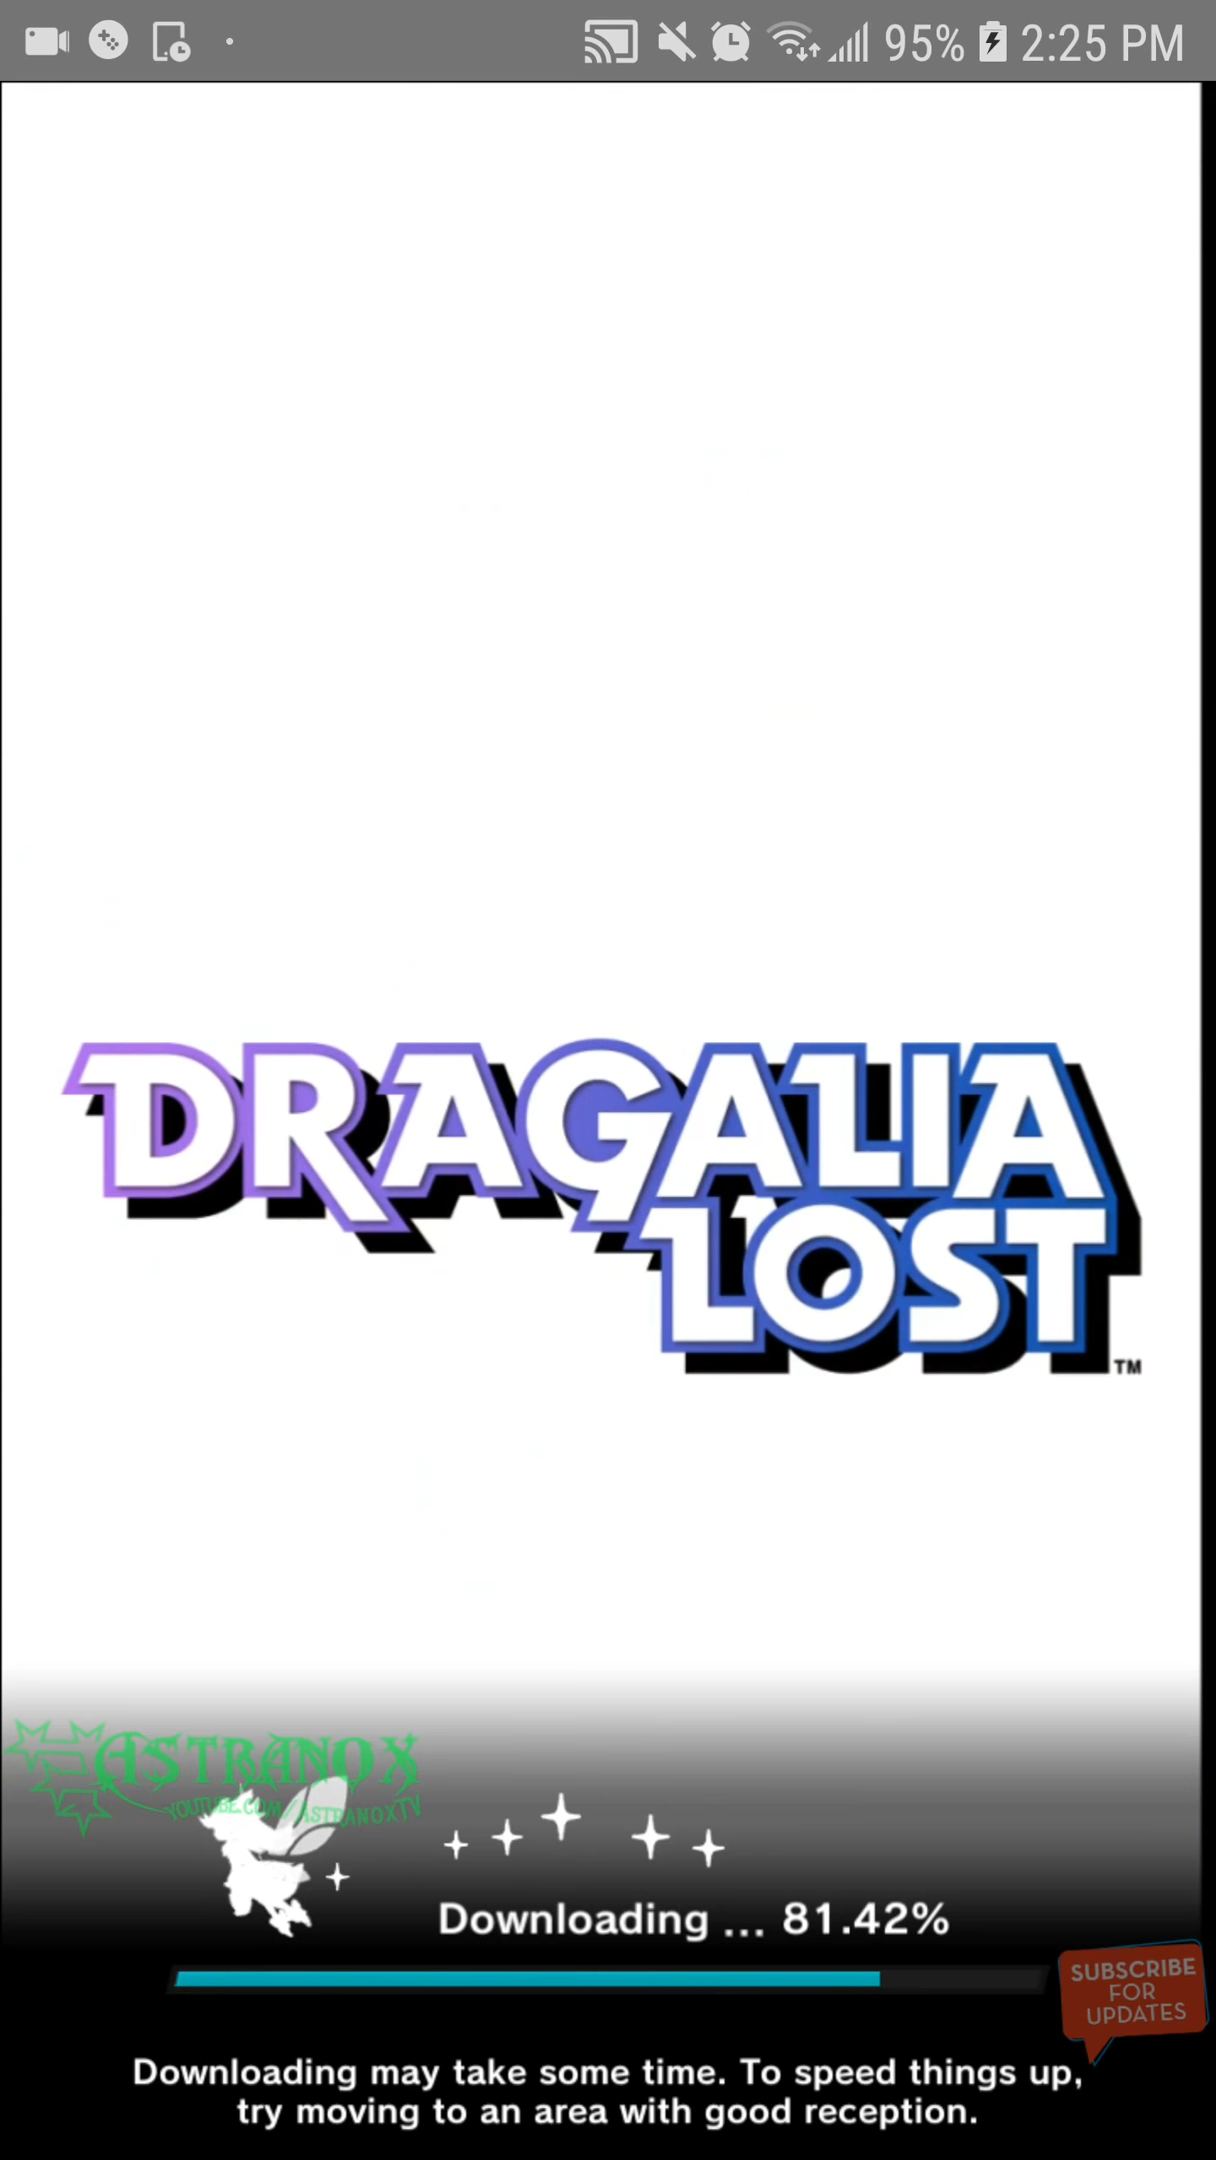 95% 2:25 PM
DRAGALIA
LOST TM
ASTRANOX
YOUTUBE.COM/ASTRANOXTV
Downloading ... 81.42%
SUBSCRIBE
FOR
UPDATES
Downloading may take some time. To speed things up,
try moving to an area with good reception.